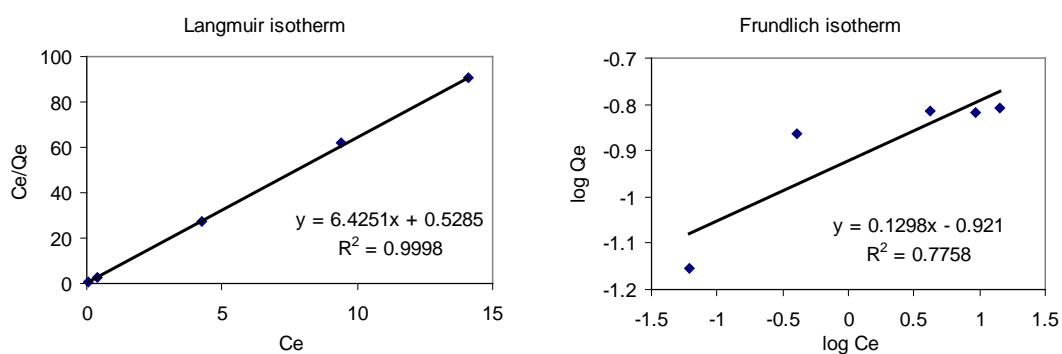 Langmuir isotherm
100
80
60
40
20
0
Ce/Qe
y = 6.4251x + 0.5285
R² = 0.9998
0 5 10 15
Ce
Frundlich isotherm
-0.7
-0.8
-0.9
-1
-1.1
-1.2
log Qe
y = 0.1298x - 0.921
R² = 0.7758
-1.5 -1 -0.5 0 0.5 1 1.5
log Ce